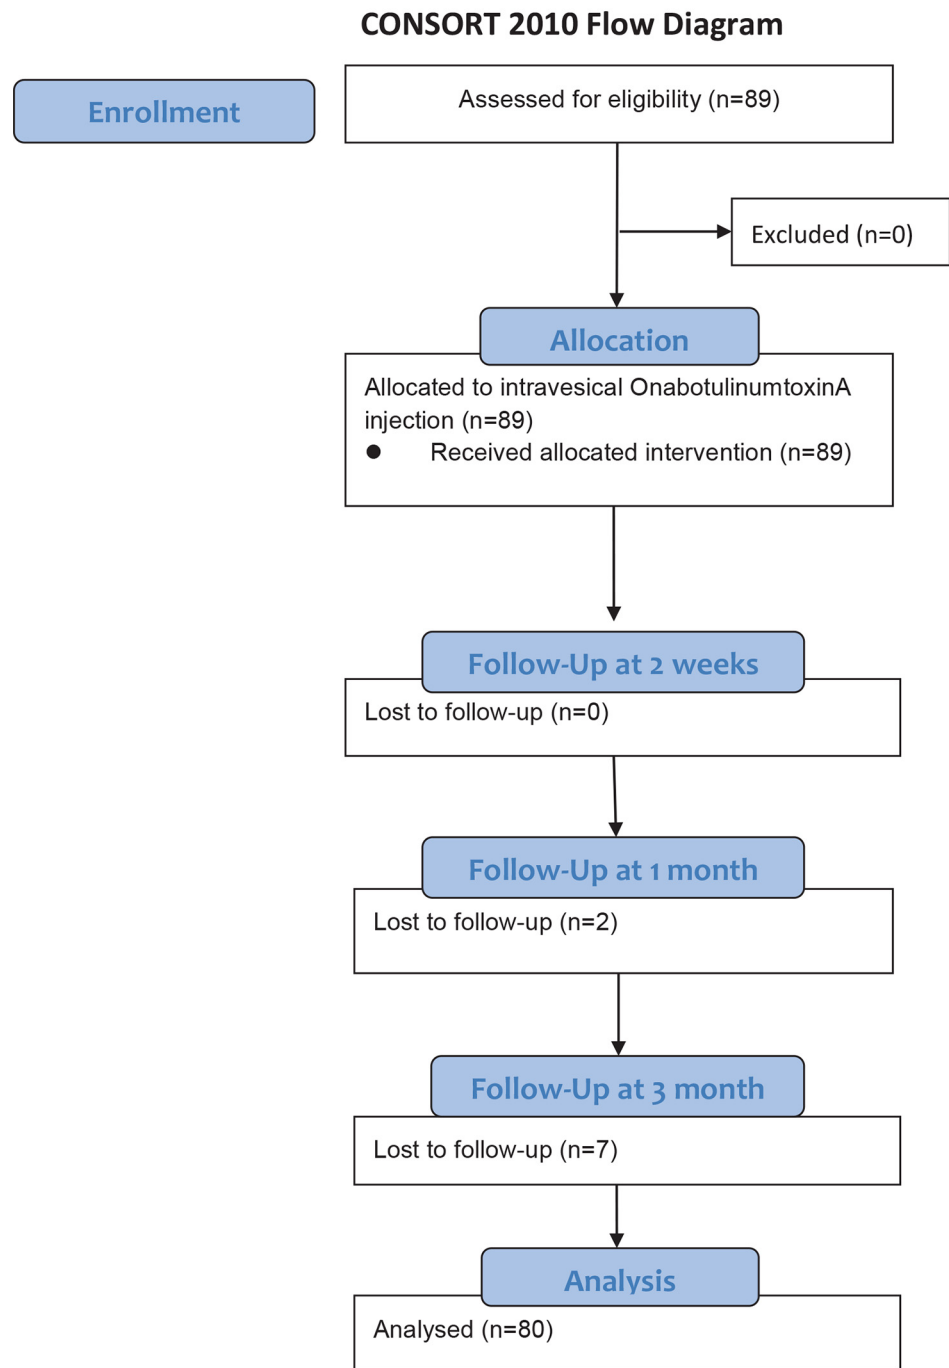 CONSORT 2010 Flow Diagram
Enrollment
Assessed for eligibility (n=89)
Excluded (n=0)
Allocation
Allocated to intravesical OnabotulinumtoxinA
injection (n=89)
● Received allocated intervention (n=89)
Follow-Up at 2 weeks
Lost to follow-up (n=0)
Follow-Up at 1 month
Lost to follow-up (n=2)
Follow-Up at 3 month
Lost to follow-up (n=7)
Analysis
Analysed (n=80)